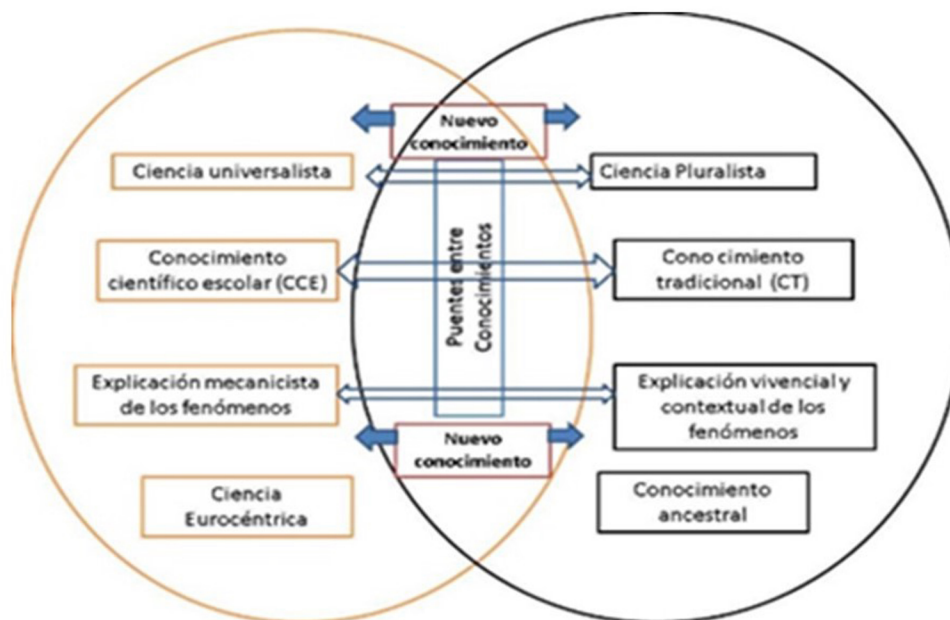 Nuevo
conocimiento
Ciencia universalista
Ciencia Pluralista
Puentes entre
Conocimientos
Conocimiento
científico escolar (CCE)
Cono cimiento
tradicional (CT)
Explicación mecanicista
de los fenómenos
Explicación vivencial y
contextual de los
fenómenos
Nuevo
conocimiento
Ciencia
Eurocéntrica
Conocimiento
ancestral